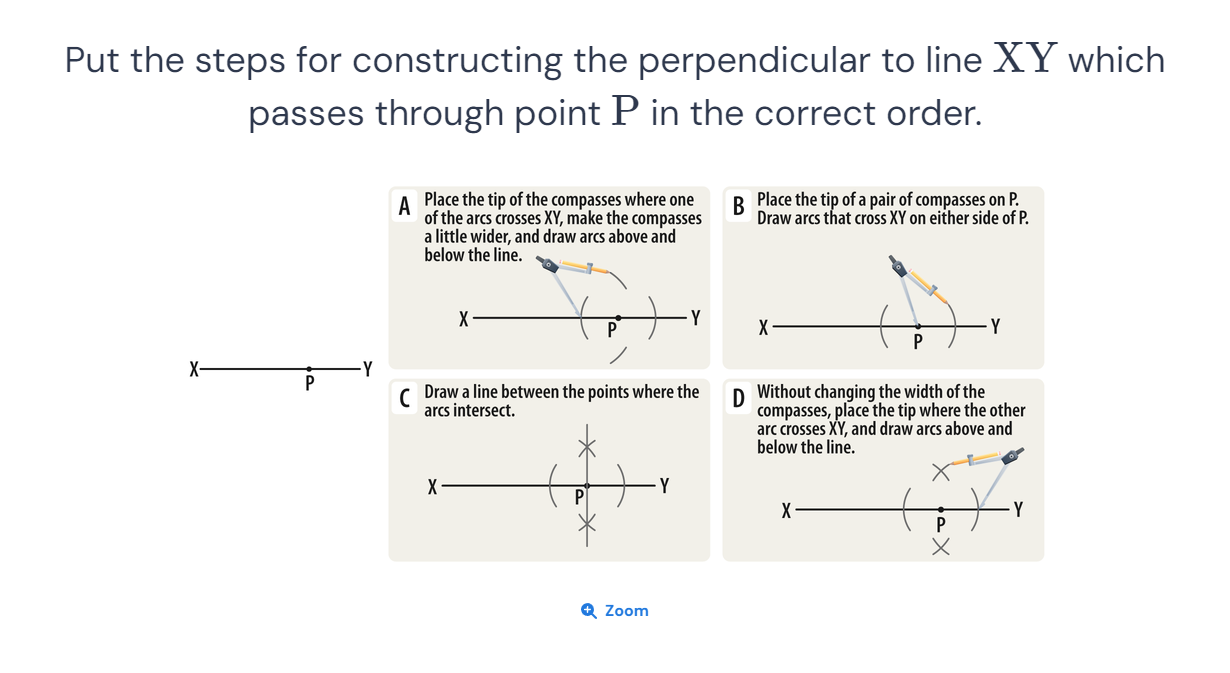 Put the steps for constructing the perpendicular to line XY which
passes through point P in the correct order.
X Y
P
A
Place the tip of the compasses where one
of the arcs crosses XY, make the compasses
a little wider, and draw arcs above and
below the line.
X P Y
B
Place the tip of a pair of compasses on P.
Draw arcs that cross XY on either side of P.
X P Y
C
Draw a line between the points where the
arcs intersect.
X P Y
D
Without changing the width of the
compasses, place the tip where the other
arc crosses XY, and draw arcs above and
below the line.
X P Y
Zoom